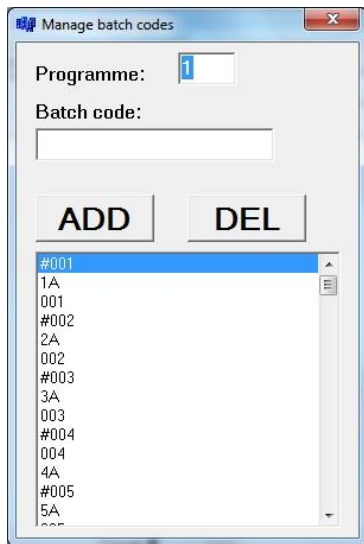 Manage batch codes
Programme: 1
Batch code:
ADD DEL
#001
1A
001
#002
2A
002
#003
3A
003
#004
004
4A
#005
5A